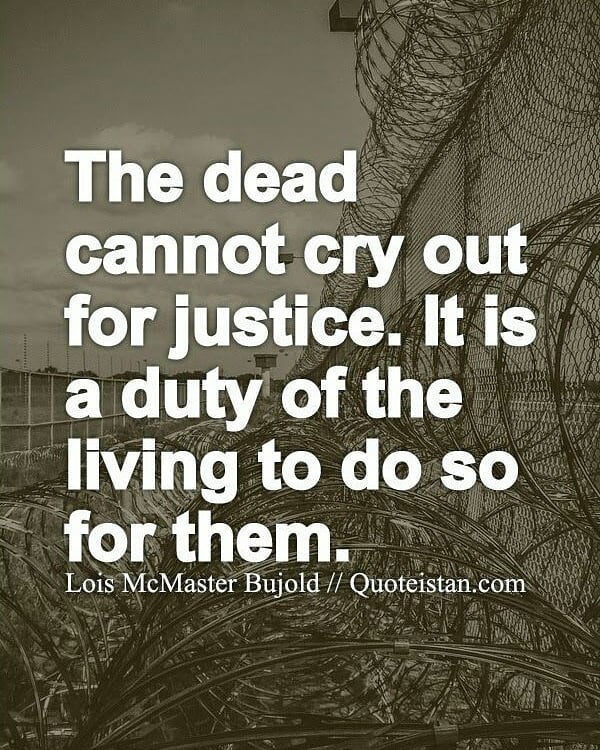 The dead
cannot cry out
for justice. It is
a duty of the
living to do so
for them.
Lois McMaster Bujold // Quoteistan.com